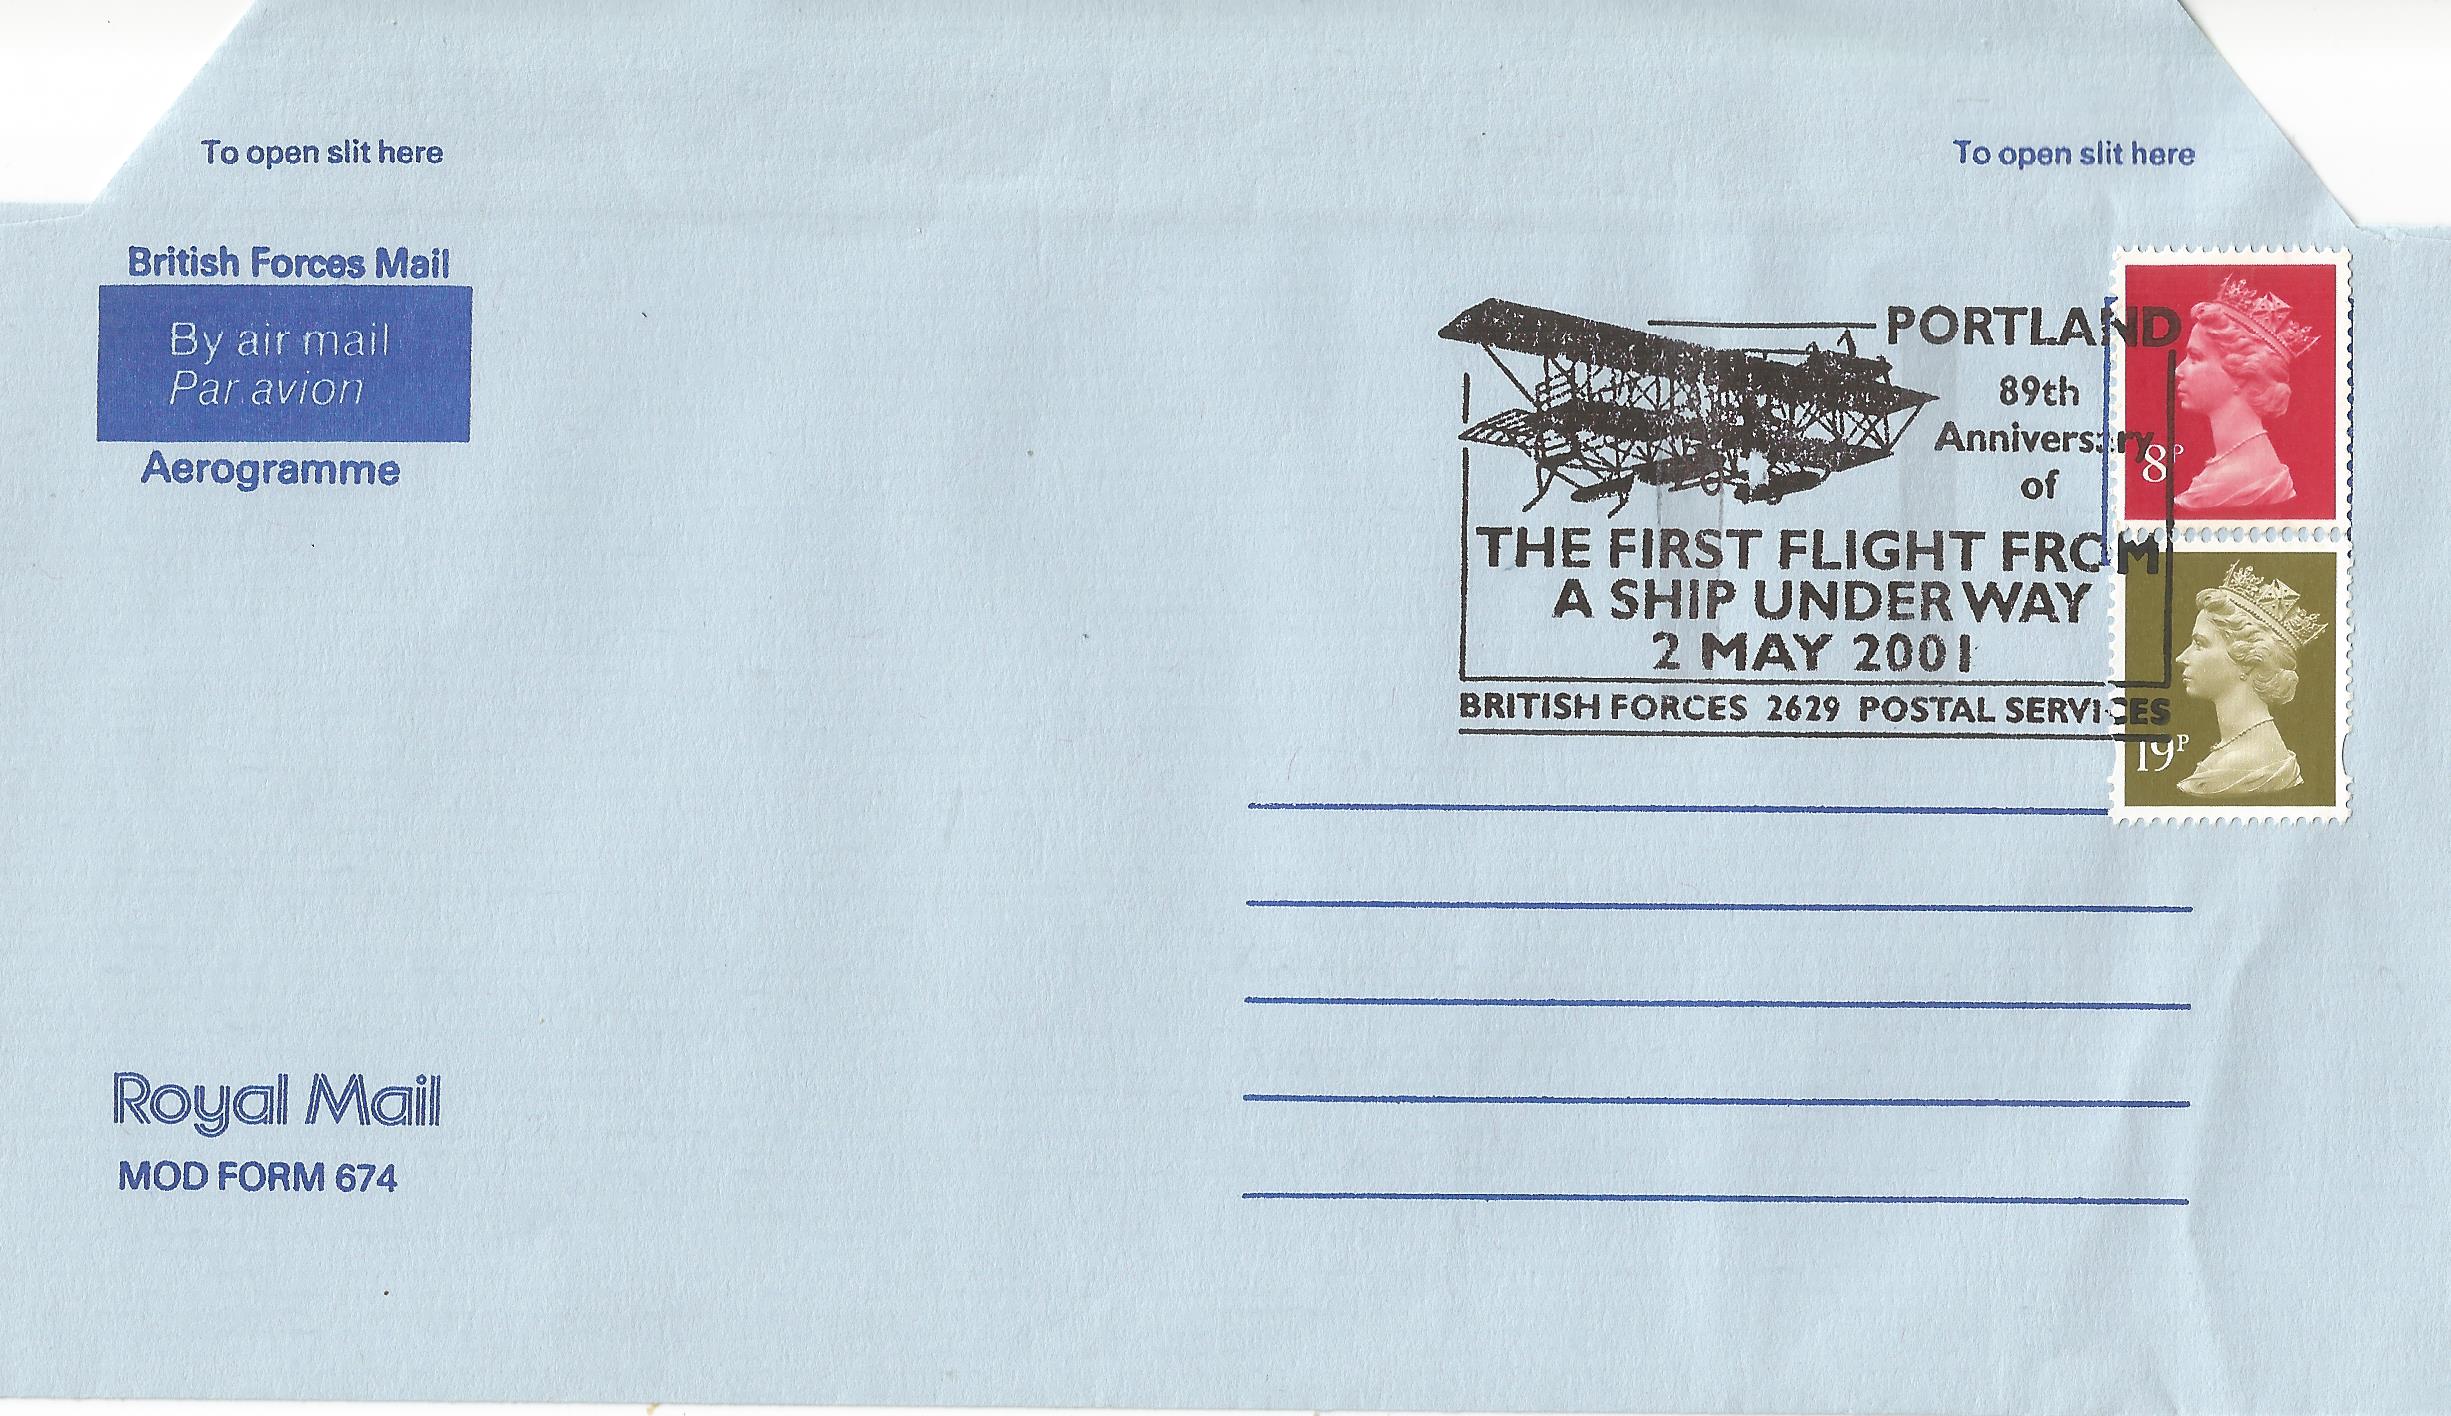 To open slit here
To open slit here
British Forces Mail
By air mail
Par avion
Aerogramme
PORTLAND
89th
Anniversary
of
THE FIRST FLIGHT FROM
A SHIP UNDER WAY
2 MAY 2001
BRITISH FORCES 2629 POSTAL SERVICES
8P
19P
Royal Mail
MOD FORM 674